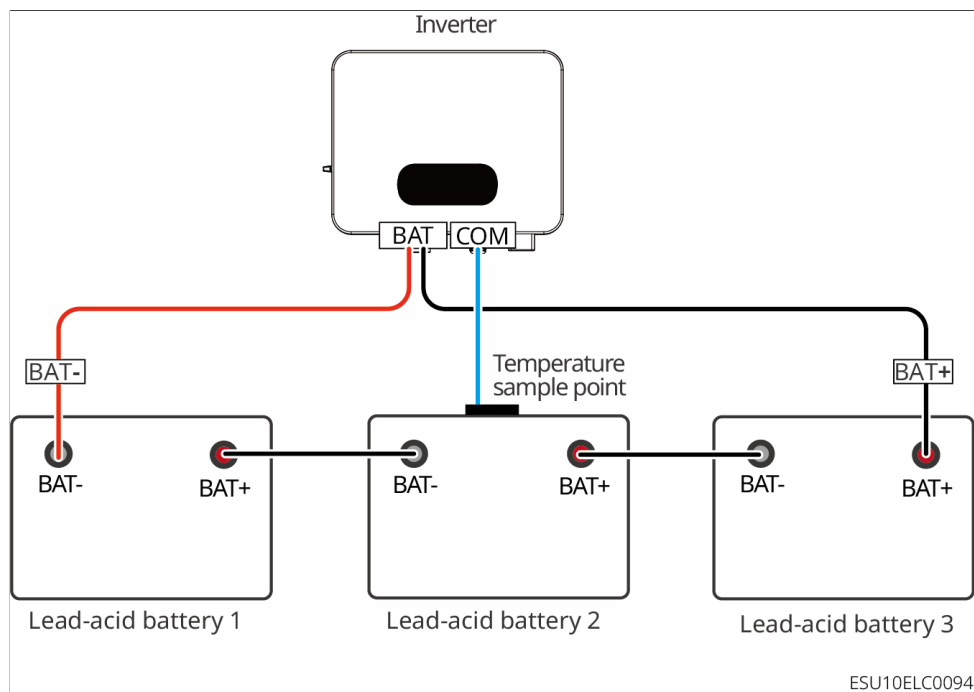 Inverter
BAT
COM
Temperature
sample point
BAT-
BAT+
BAT-
BAT+
BAT-
BAT+
BAT-
BAT+
Lead-acid battery 1
Lead-acid battery 2
Lead-acid battery 3
ESU10ELC0094